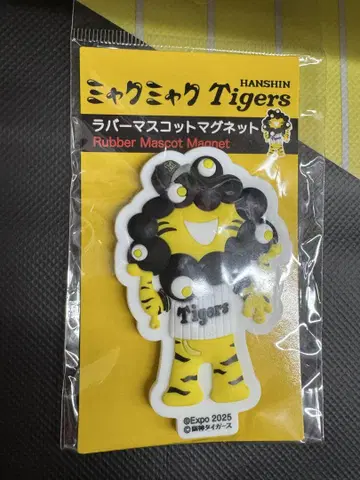 HANSHIN
ミャクミャク Tigers
ラバーマスコットマグネット
Rubber Mascot Magnet
Tigers
©Expo 2025
©阪神タイガース